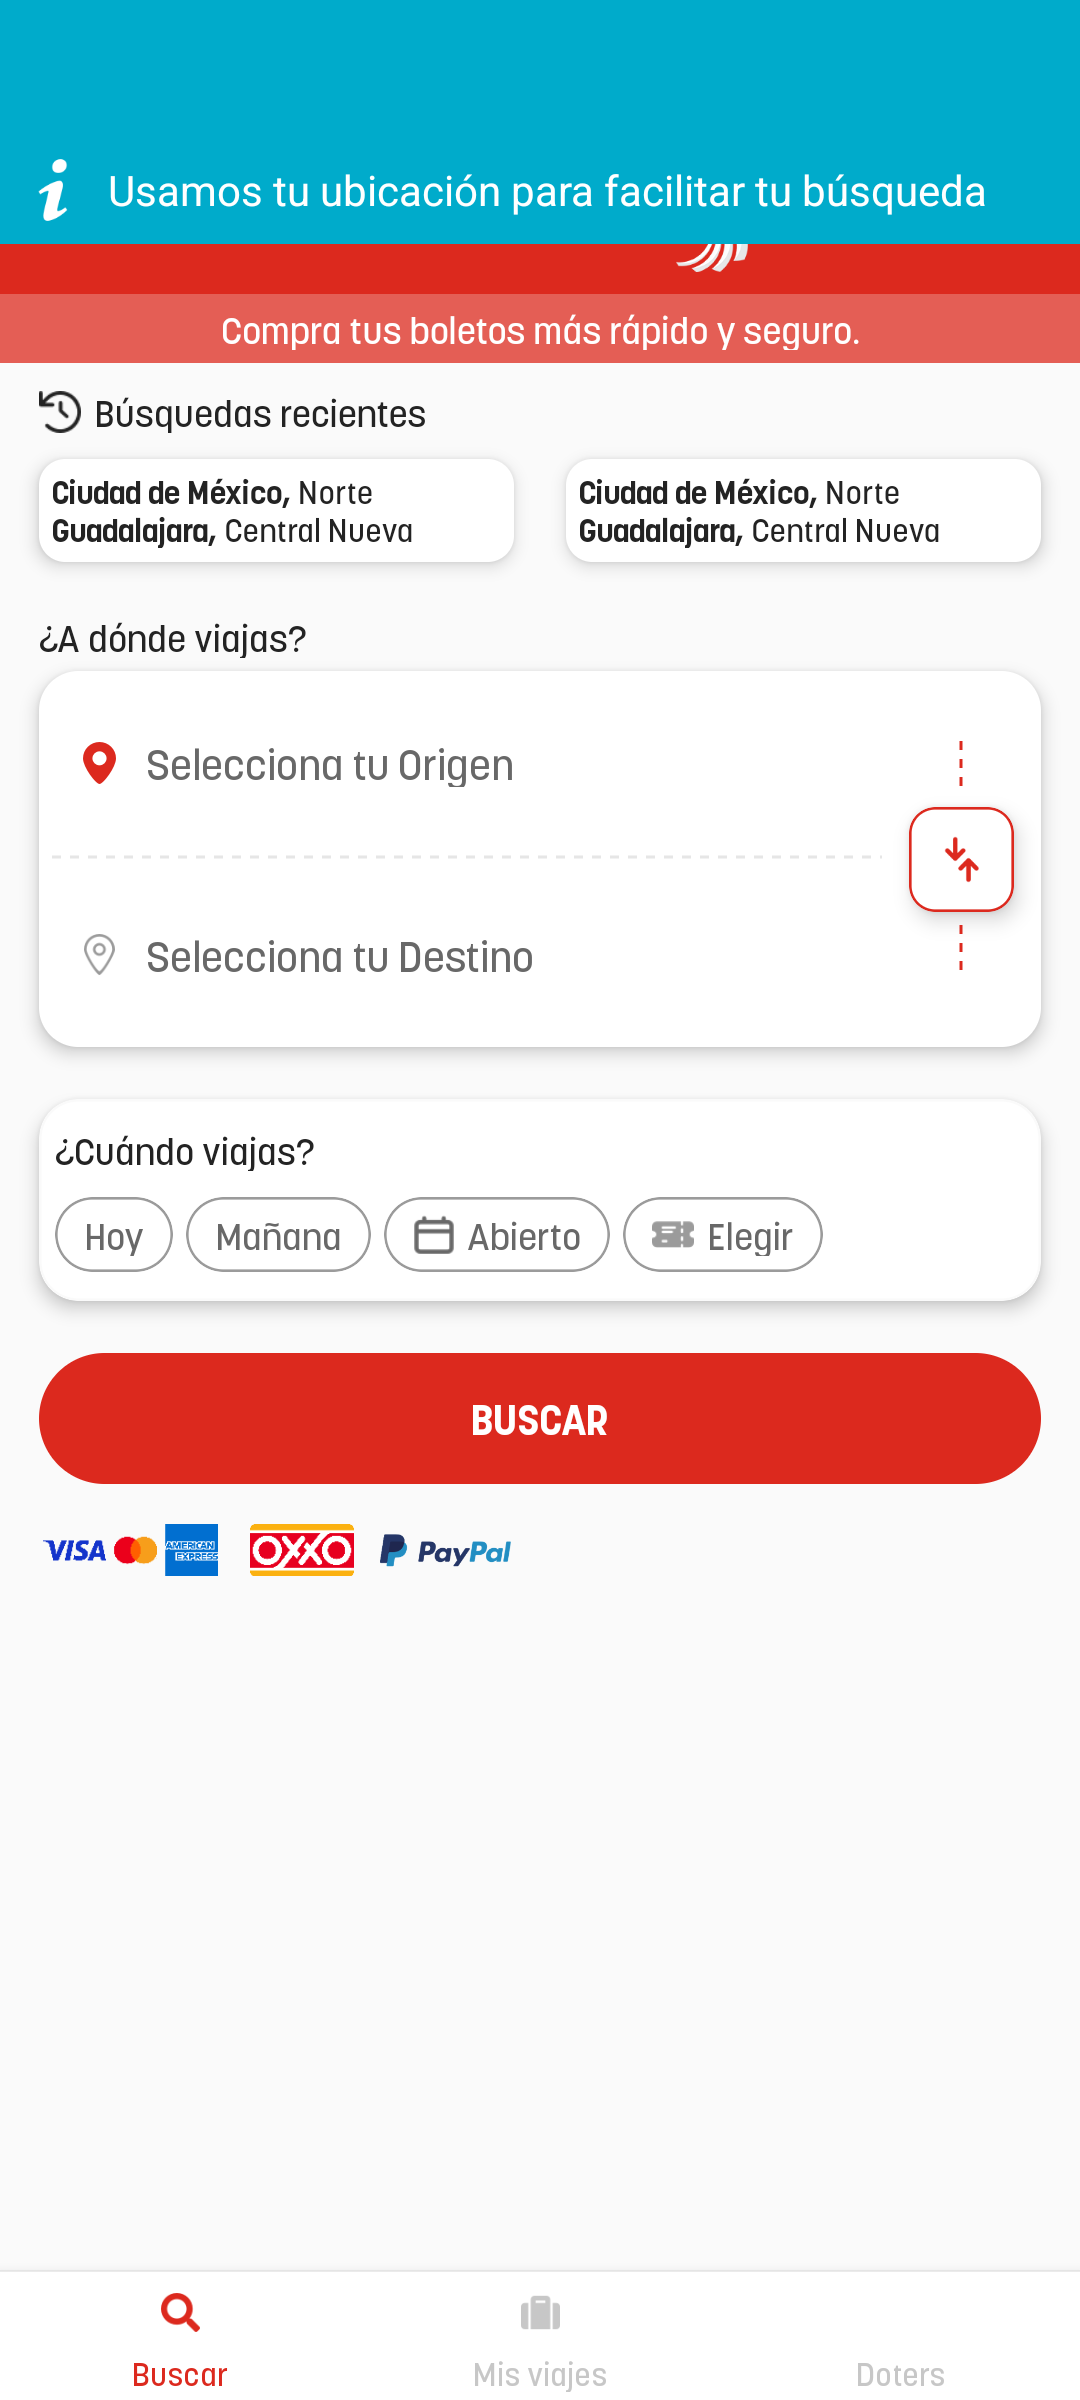 Usamos tu ubicación para facilitar tu búsqueda
Compra tus boletos más rápido y seguro.
Búsquedas recientes
Ciudad de México, Norte
Guadalajara, Central Nueva
Ciudad de México, Norte
Guadalajara, Central Nueva
¿A dónde viajas?
Selecciona tu Origen
Selecciona tu Destino
¿Cuándo viajas?
Hoy Mañana Abierto Elegir
BUSCAR
VISA AMERICAN EXPRESS OXXO PayPal
Buscar Mis viajes Doters